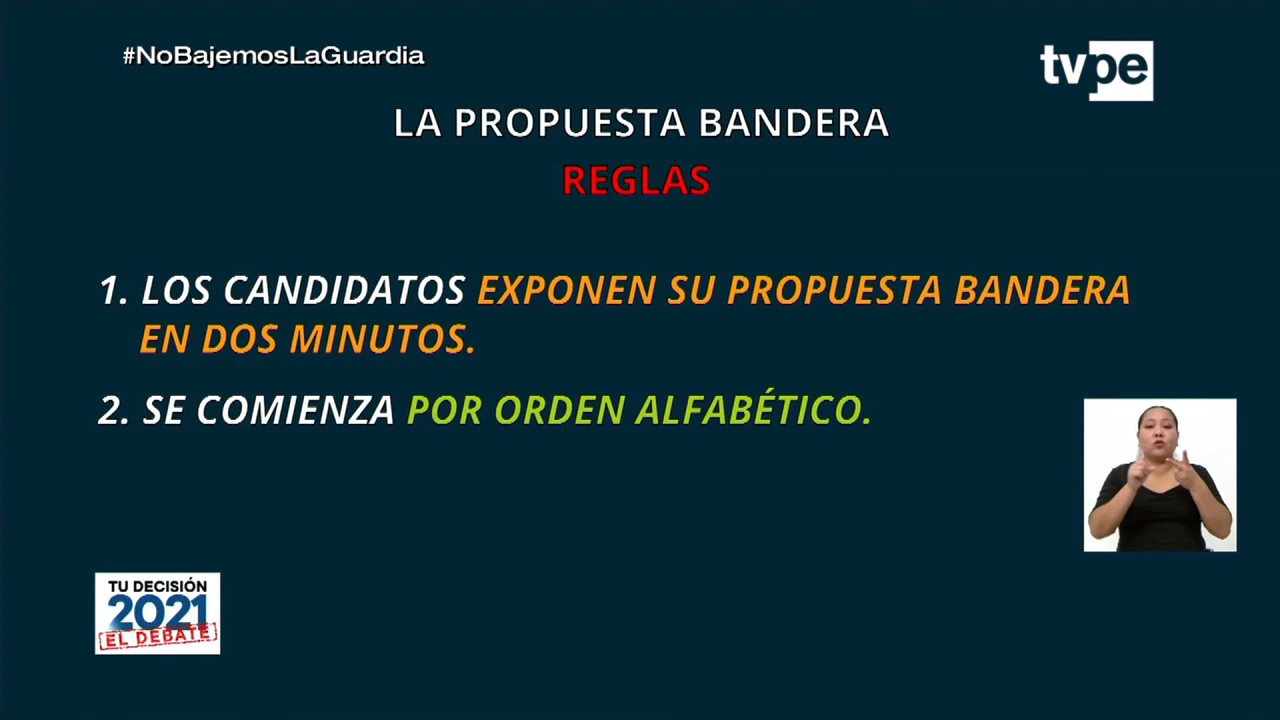 #NoBajemosLaGuardia
tvpe
LA PROPUESTA BANDERA
REGLAS
1. LOS CANDIDATOS EXPONEN SU PROPUESTA BANDERA
EN DOS MINUTOS.
2. SE COMIENZA POR ORDEN ALFABÉTICO.
TU DECISIÓN
2021
EL DEBATE